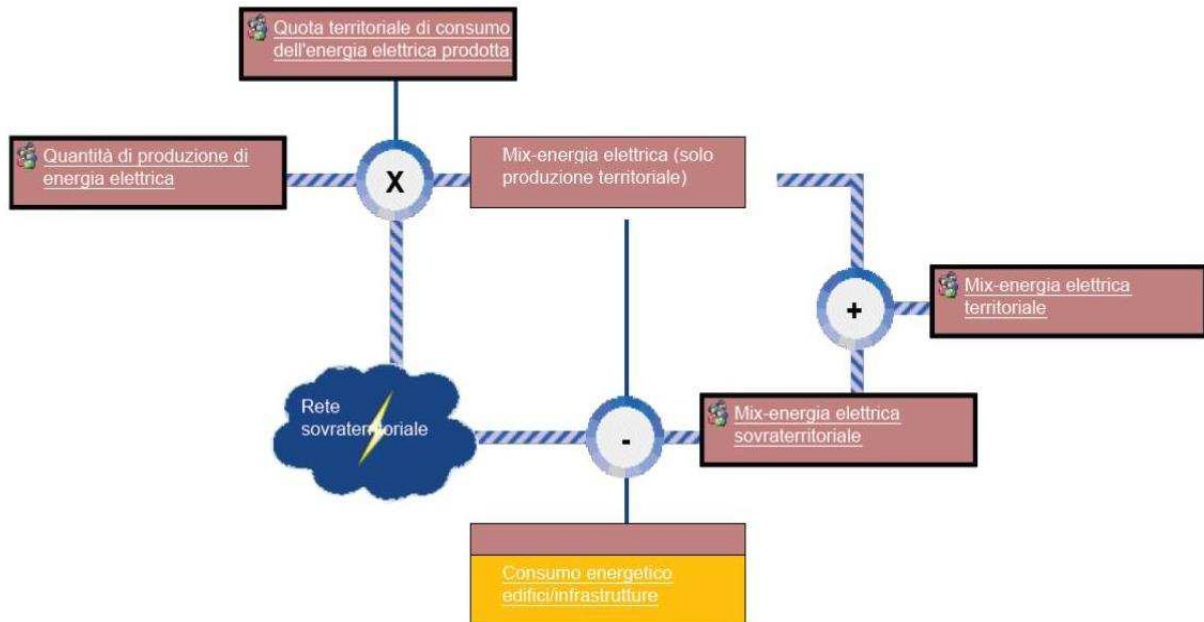 Quota territoriale di consumo
dell'energia elettrica prodotta
Quantità di produzione di
energia elettrica
X
Mix-energia elettrica (solo
produzione territoriale)
+
Mix-energia elettrica
territoriale
Rete
sovraterritoriale
-
Mix-energia elettrica
sovraterritoriale
Consumo energetico
edifici/infrastrutture